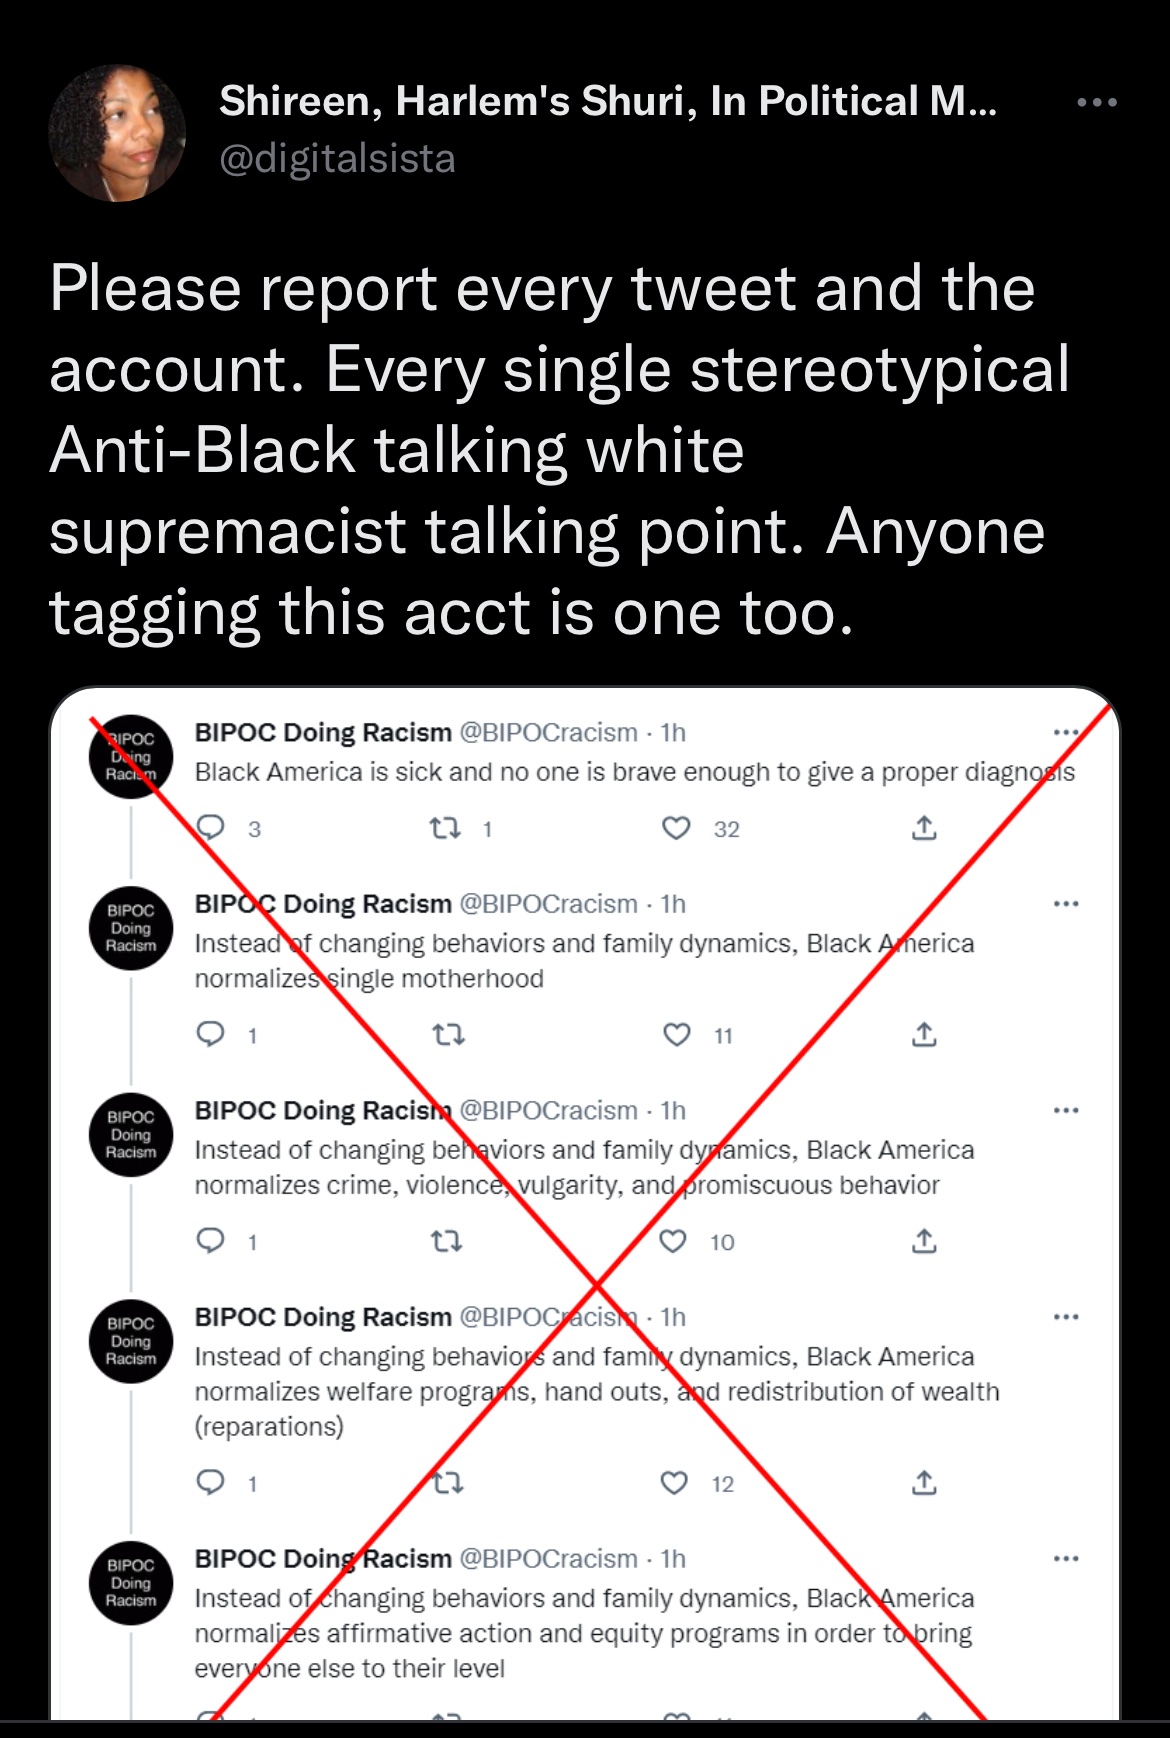 Shireen, Harlem's Shuri, In Political M...
@digitalsista
Please report every tweet and the
account. Every single stereotypical
Anti-Black talking white
supremacist talking point. Anyone
tagging this acct is one too.
BIPOC
Doing
Racism
BIPOC Doing Racism @BIPOCracism · 1h
Black America is sick and no one is brave enough to give a proper diagnosis
3 1 32
BIPOC
Doing
Racism
BIPOC Doing Racism @BIPOCracism · 1h
Instead of changing behaviors and family dynamics, Black America
normalizes single motherhood
1 11
BIPOC
Doing
Racism
BIPOC Doing Racism @BIPOCracism · 1h
Instead of changing behaviors and family dynamics, Black America
normalizes crime, violence, vulgarity, and promiscuous behavior
1 10
BIPOC
Doing
Racism
BIPOC Doing Racism @BIPOCracism · 1h
Instead of changing behaviors and family dynamics, Black America
normalizes welfare programs, hand outs, and redistribution of wealth
(reparations)
1 12
BIPOC
Doing
Racism
BIPOC Doing Racism @BIPOCracism · 1h
Instead of changing behaviors and family dynamics, Black America
normalizes affirmative action and equity programs in order to bring
everyone else to their level